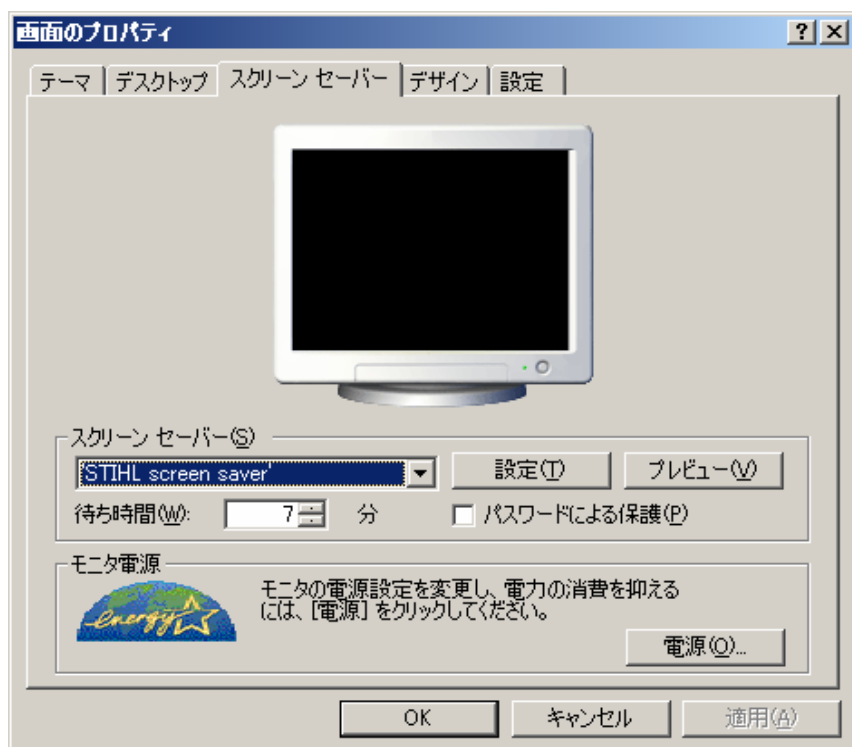 画面のプロパティ
テーマ デスクトップ スクリーン セーバー デザイン 設定
スクリーン セーバー(S)
'STIHL screen saver' 設定(T) プレビュー(V)
待ち時間(W): 7 分 パスワードによる保護(P)
モニタ電源
energy
モニタの電源設定を変更し、電力の消費を抑える
には、[電源] をクリックしてください。
電源(O)...
OK キャンセル 適用(A)